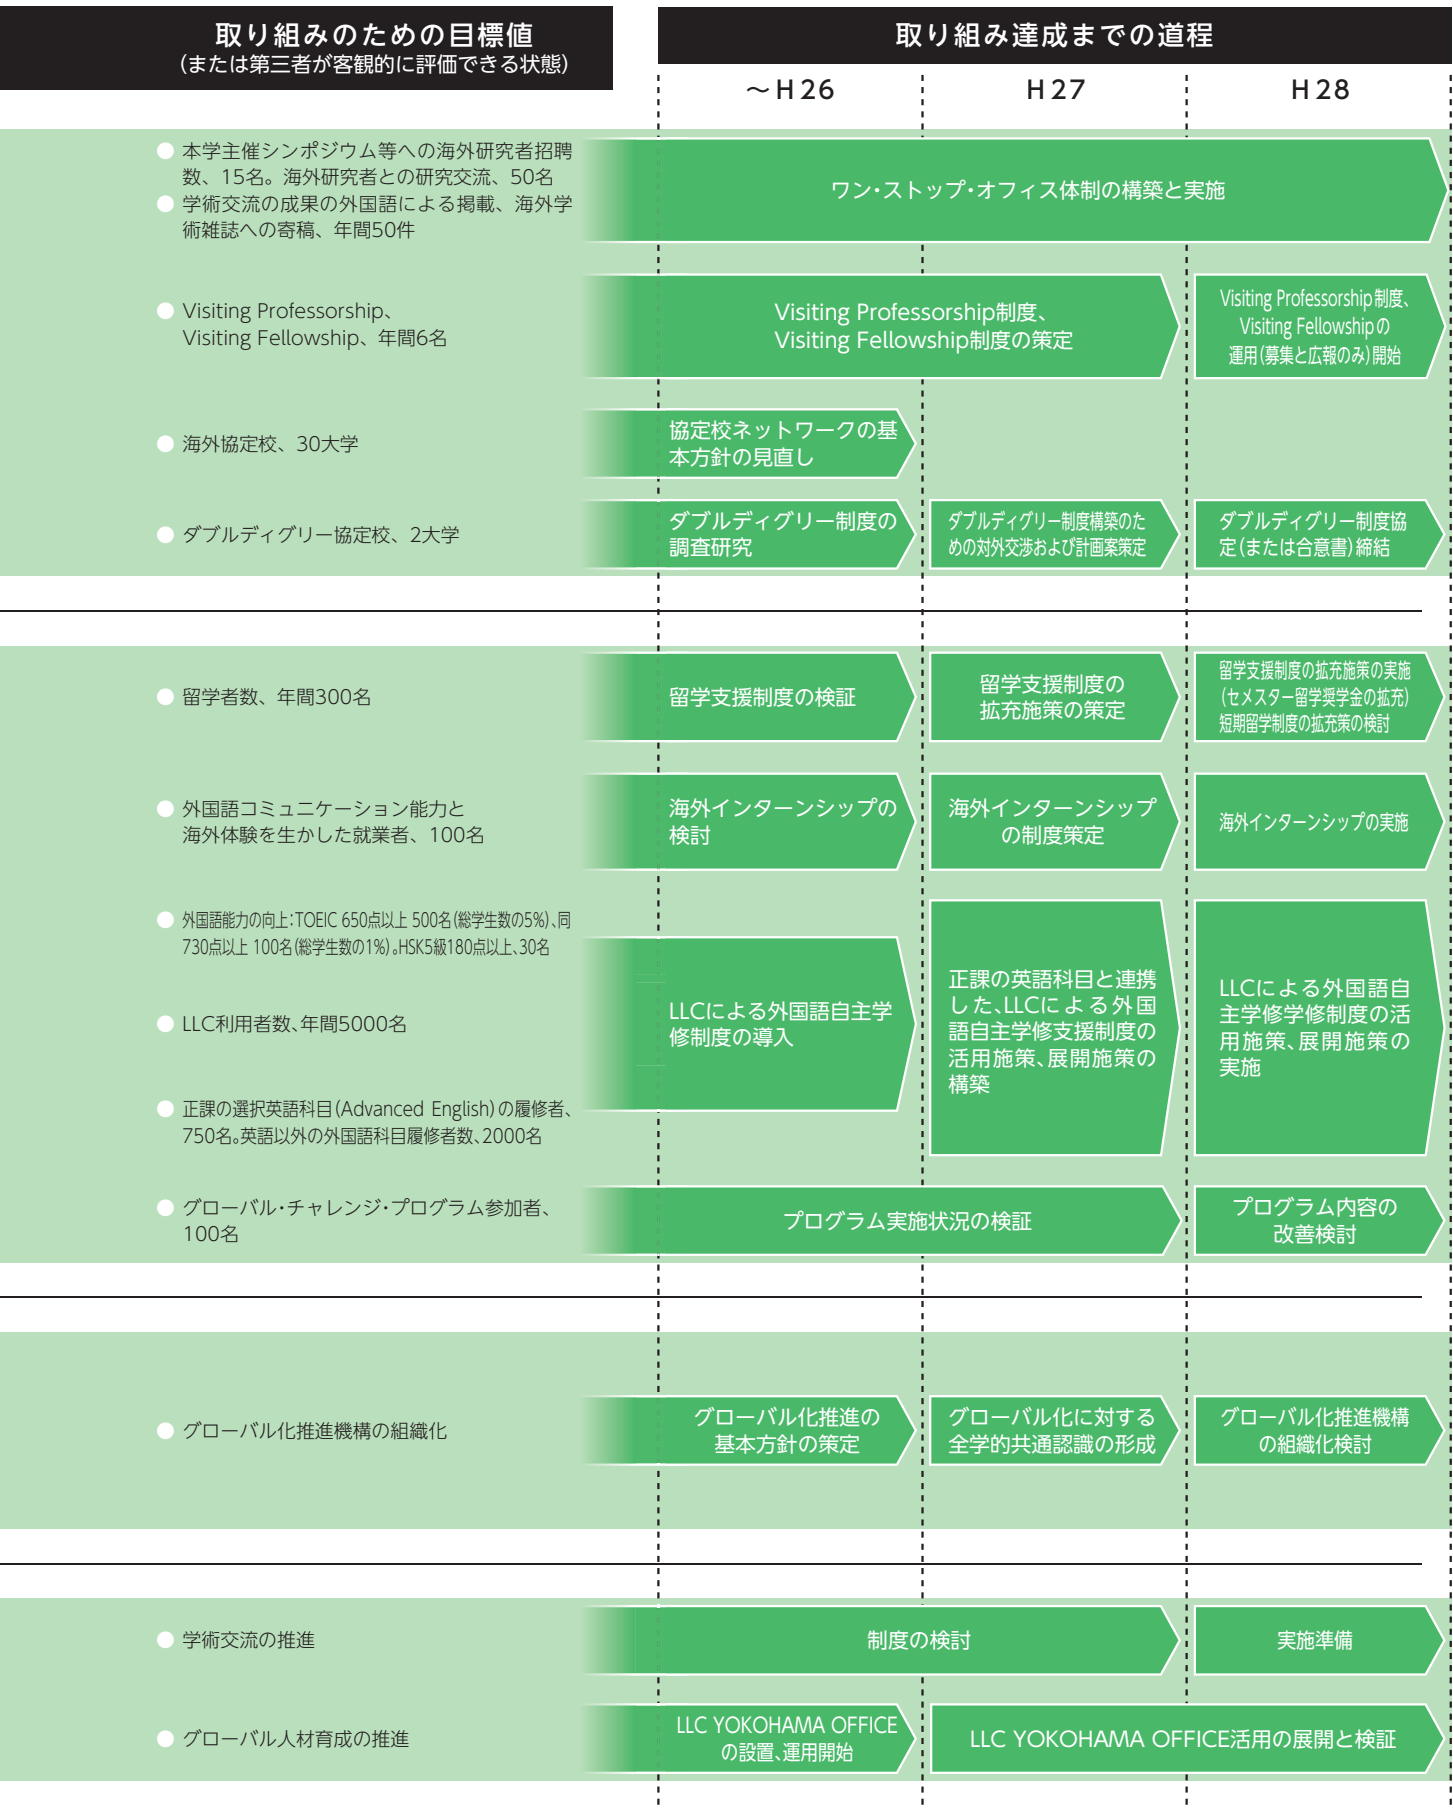 取り組みのための目標値
(または第三者が客観的に評価できる状態)
取り組み達成までの道程
～H26
H27
H28
● 本学主催シンポジウム等への海外研究者招聘
数、15名。海外研究者との研究交流、50名
● 学術交流の成果の外国語による掲載、海外学
術雑誌への寄稿、年間50件
ワン・ストップ・オフィス体制の構築と実施
● Visiting Professorship、
Visiting Fellowship、年間6名
Visiting Professorship制度、
Visiting Fellowship制度の策定
Visiting Professorship制度、
Visiting Fellowshipの
運用(募集と広報のみ)開始
● 海外協定校、30大学
協定校ネットワークの基
本方針の見直し
● ダブルディグリー協定校、2大学
ダブルディグリー制度の
調査研究
ダブルディグリー制度構築のた
めの対外交渉および計画案策定
ダブルディグリー制度協
定(または合意書)締結
● 留学者数、年間300名
留学支援制度の検証
留学支援制度の
拡充施策の策定
留学支援制度の拡充施策の実施
(セメスター留学奨学金の拡充)
短期留学制度の拡充策の検討
● 外国語コミュニケーション能力と
海外体験を生かした就業者、100名
海外インターンシップの
検討
海外インターンシップ
の制度策定
海外インターンシップの実施
● 外国語能力の向上:TOEIC 650点以上 500名(総学生数の5%)、同
730点以上 100名(総学生数の1%)。HSK5級180点以上、30名
● LLC利用者数、年間5000名
● 正課の選択英語科目(Advanced English)の履修者、
750名。英語以外の外国語科目履修者数、2000名
LLCによる外国語自主学
修制度の導入
正課の英語科目と連携
した、LLCによる外国
語自主学修支援制度の
活用施策、展開施策の
構築
LLCによる外国語自
主学修学修制度の活
用施策、展開施策の
実施
● グローバル・チャレンジ・プログラム参加者、
100名
プログラム実施状況の検証
プログラム内容の
改善検討
● グローバル化推進機構の組織化
グローバル化推進の
基本方針の策定
グローバル化に対する
全学的共通認識の形成
グローバル化推進機構
の組織化検討
● 学術交流の推進
制度の検討
実施準備
● グローバル人材育成の推進
LLC YOKOHAMA OFFICE
の設置、運用開始
LLC YOKOHAMA OFFICE活用の展開と検証